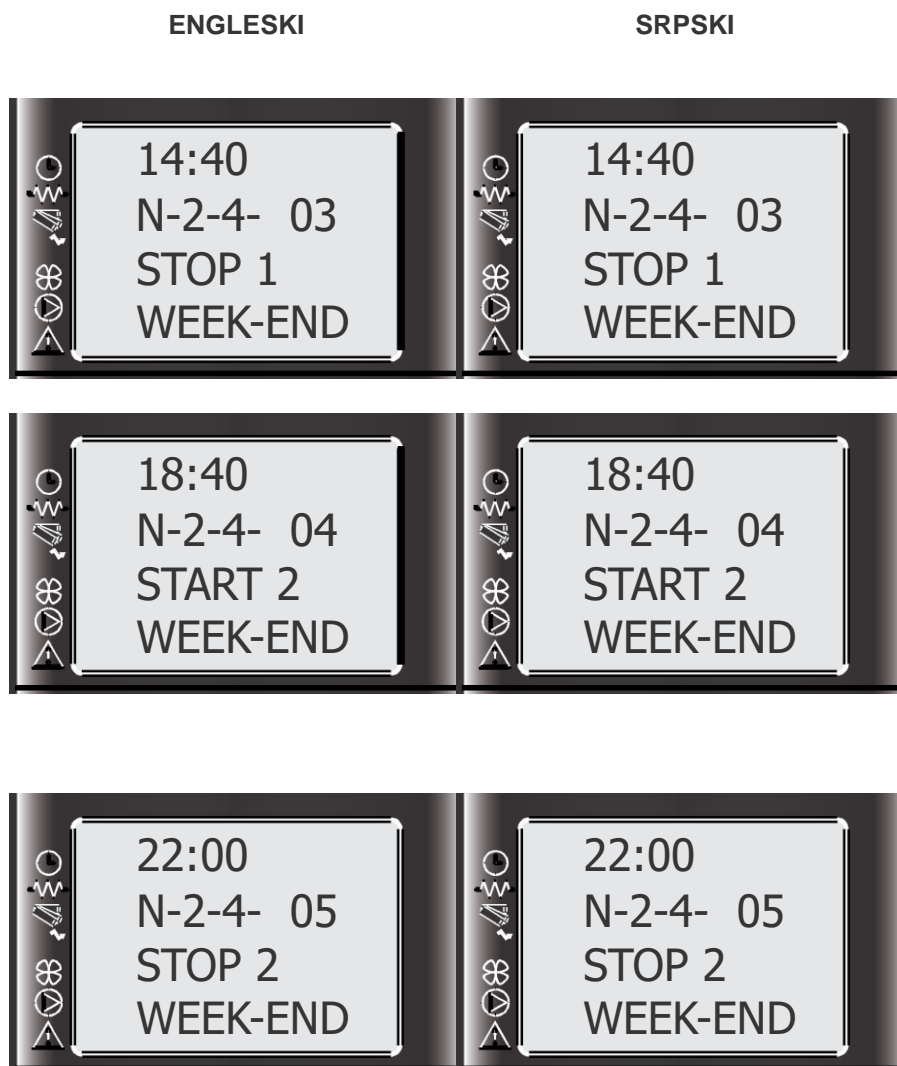 ENGLESKI SRPSKI
14:40
N-2-4- 03
STOP 1
WEEK-END
14:40
N-2-4- 03
STOP 1
WEEK-END
18:40
N-2-4- 04
START 2
WEEK-END
18:40
N-2-4- 04
START 2
WEEK-END
22:00
N-2-4- 05
STOP 2
WEEK-END
22:00
N-2-4- 05
STOP 2
WEEK-END